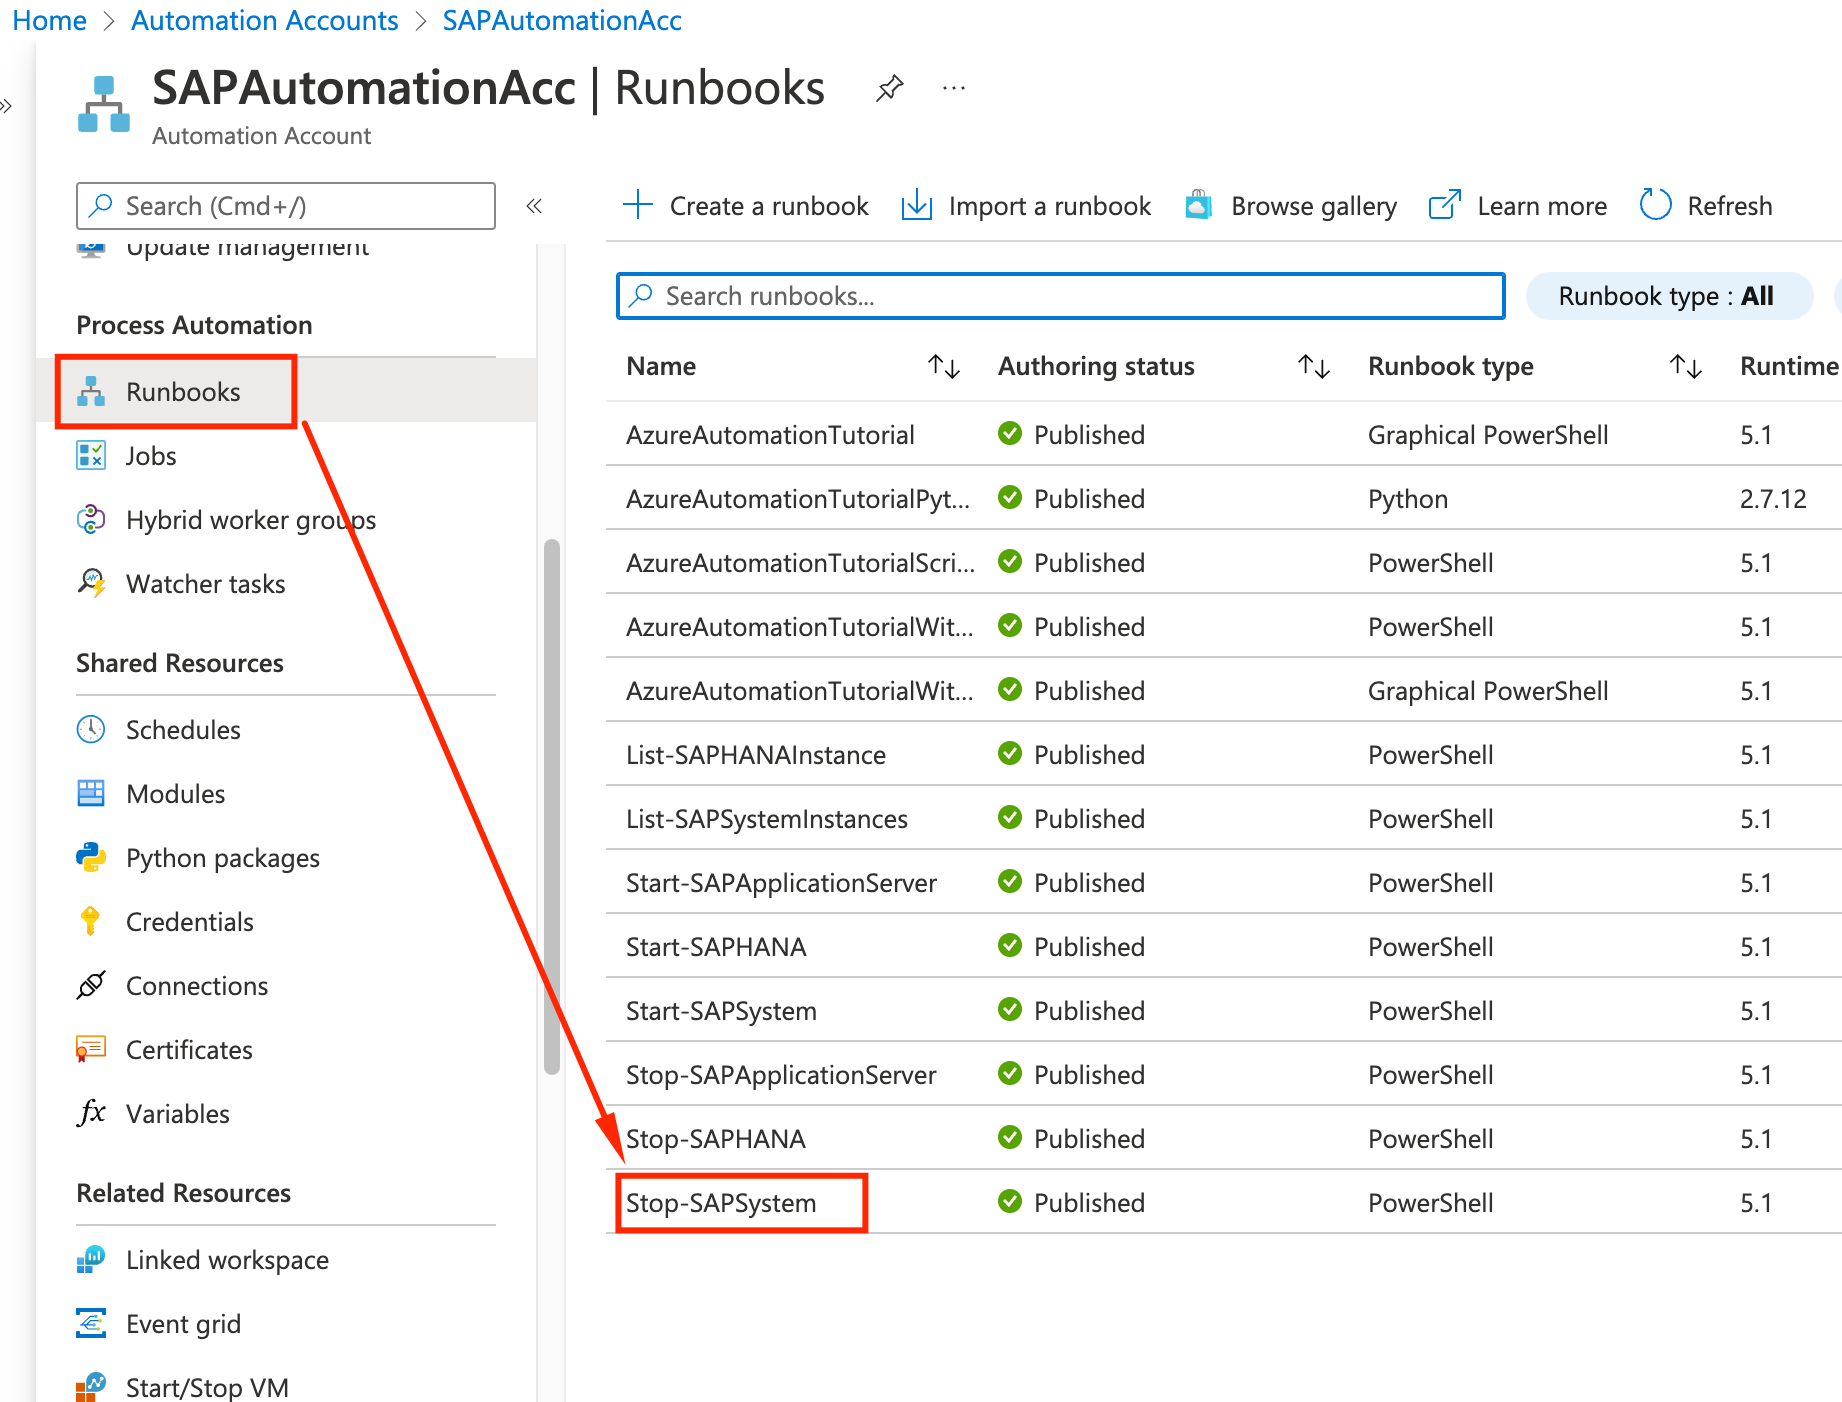 Home > Automation Accounts > SAPAutomationAcc
SAPAutomationAcc | Runbooks
Automation Account
Search (Cmd+/)
Update management
Process Automation
Runbooks
Jobs
Hybrid worker groups
Watcher tasks
Shared Resources
Schedules
Modules
Python packages
Credentials
Connections
Certificates
Variables
Related Resources
Linked workspace
Event grid
Start/Stop VM
Create a runbook Import a runbook Browse gallery Learn more Refresh
Search runbooks... Runbook type : All
Name Authoring status Runbook type Runtime
AzureAutomationTutorial Published Graphical PowerShell 5.1
AzureAutomationTutorialPyt... Published Python 2.7.12
AzureAutomationTutorialScri... Published PowerShell 5.1
AzureAutomationTutorialWit... Published PowerShell 5.1
AzureAutomationTutorialWit... Published Graphical PowerShell 5.1
List-SAPHANAInstance Published PowerShell 5.1
List-SAPSystemInstances Published PowerShell 5.1
Start-SAPApplicationServer Published PowerShell 5.1
Start-SAPHANA Published PowerShell 5.1
Start-SAPSystem Published PowerShell 5.1
Stop-SAPApplicationServer Published PowerShell 5.1
Stop-SAPHANA Published PowerShell 5.1
Stop-SAPSystem Published PowerShell 5.1